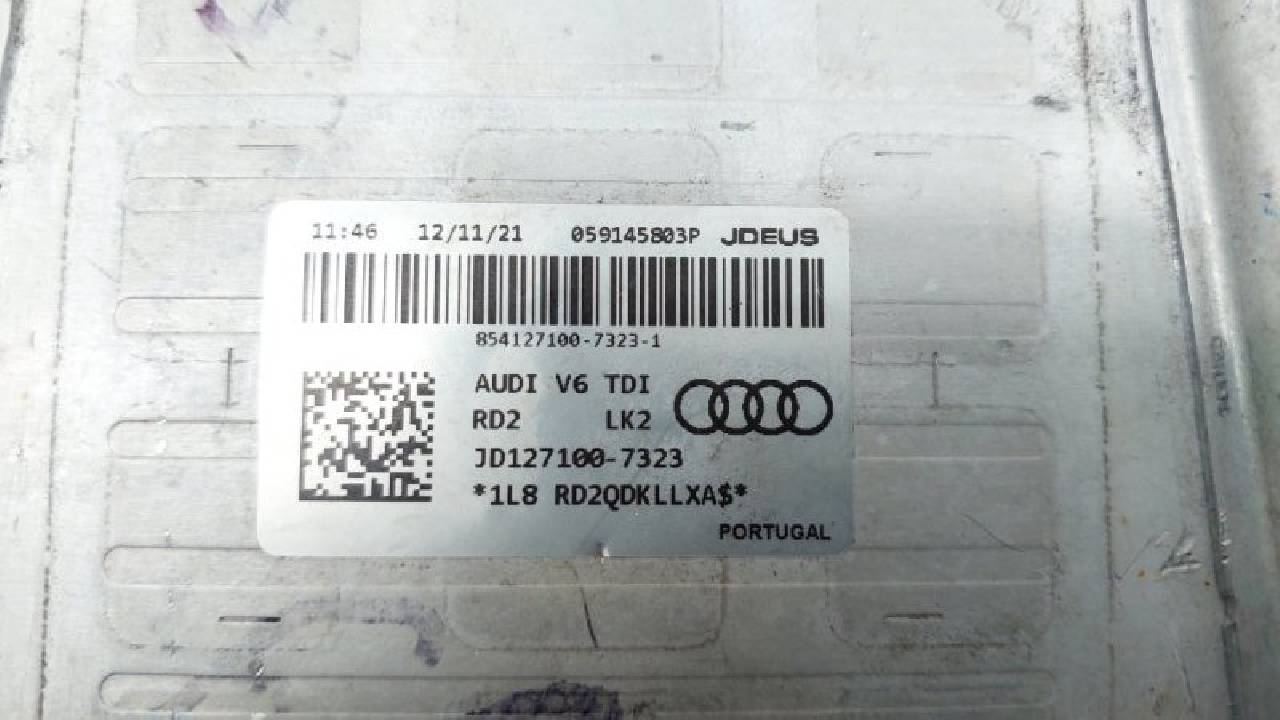 11:46 12/11/21 059145803P JDEUS
854127100-7323-1
AUDI V6 TDI
RD2 LK2
JD127100-7323
*1L8 RD2QDKLLXA$*
PORTUGAL